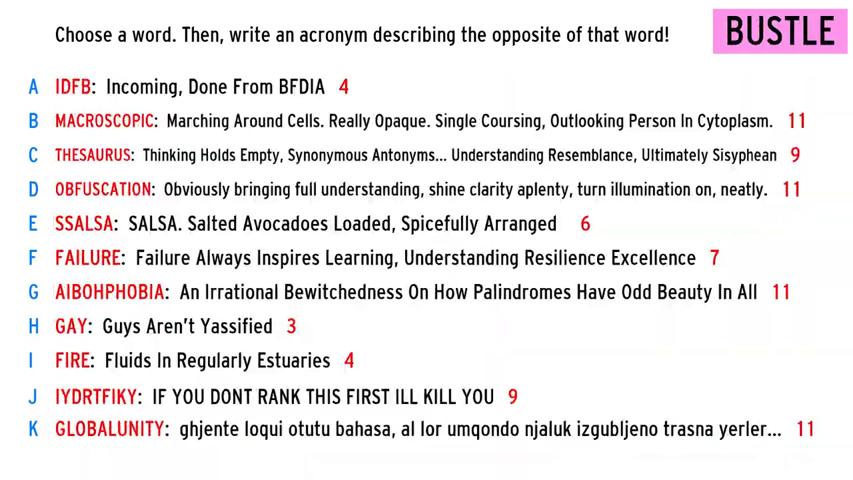 Choose a word. Then, write an acronym describing the opposite of that word!
BUSTLE
A IDFB: Incoming, Done From BFDIA 4
B MACROSCOPIC: Marching Around Cells. Really Opaque. Single Coursing, Outlooking Person In Cytoplasm. 11
C THESAURUS: Thinking Holds Empty, Synonymous Antonyms... Understanding Resemblance, Ultimately Sisyphean 9
D OBFUSCATION: Obviously bringing full understanding, shine clarity aplenty, turn illumination on, neatly. 11
E SSALSA: SALSA. Salted Avocadoes Loaded, Spicefully Arranged 6
F FAILURE: Failure Always Inspires Learning, Understanding Resilience Excellence 7
G AIBOHPHOBIA: An Irrational Bewitchedness On How Palindromes Have Odd Beauty In All 11
H GAY: Guys Aren't Yassified 3
I FIRE: Fluids In Regularly Estuaries 4
J IYDRTFIKY: IF YOU DONT RANK THIS FIRST ILL KILL YOU 9
K GLOBALUNITY: ghjente loqui otutu bahasa, al lor umqondo njaluk izgubljeno trasna yerler... 11